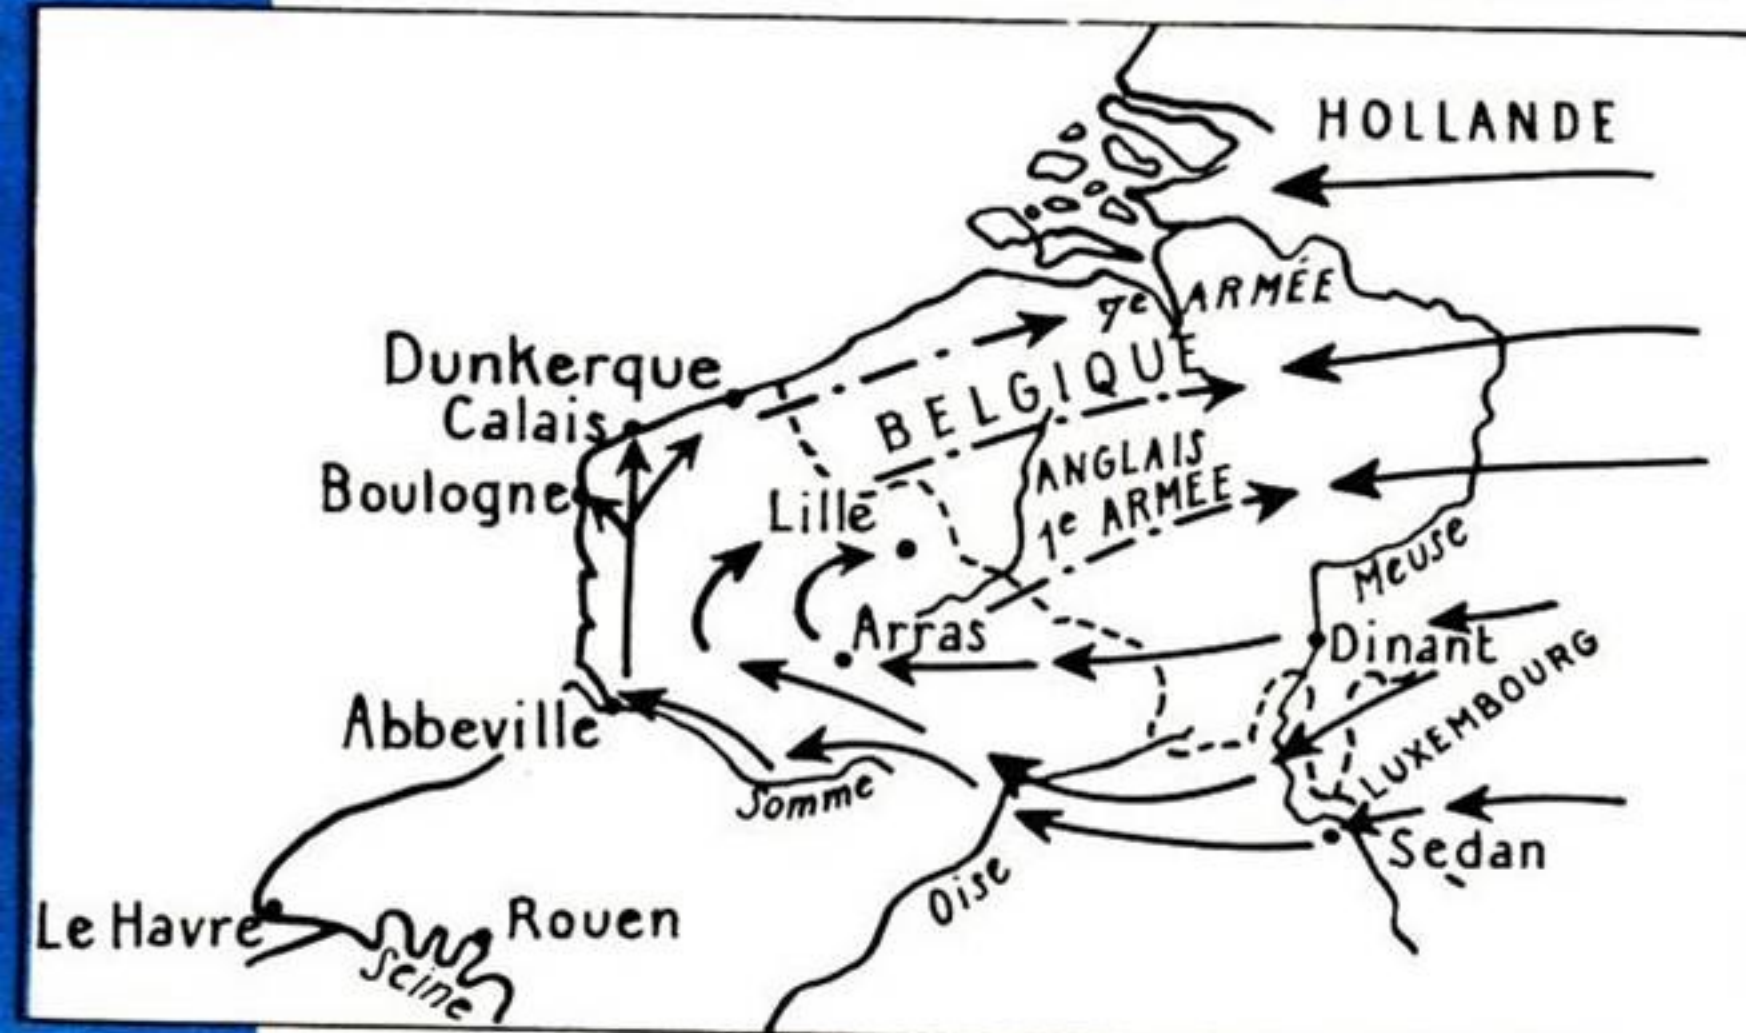 HOLLANDE
7e ARMÉE
Dunkerque
BELGIQUE
Calais
ANGLAIS
Boulogne
Lille
1e ARMÉE
Meuse
Arras
Dinant
LUXEMBOURG
Abbeville
Somme
Sedan
Oise
Le Havre
Rouen
Seine